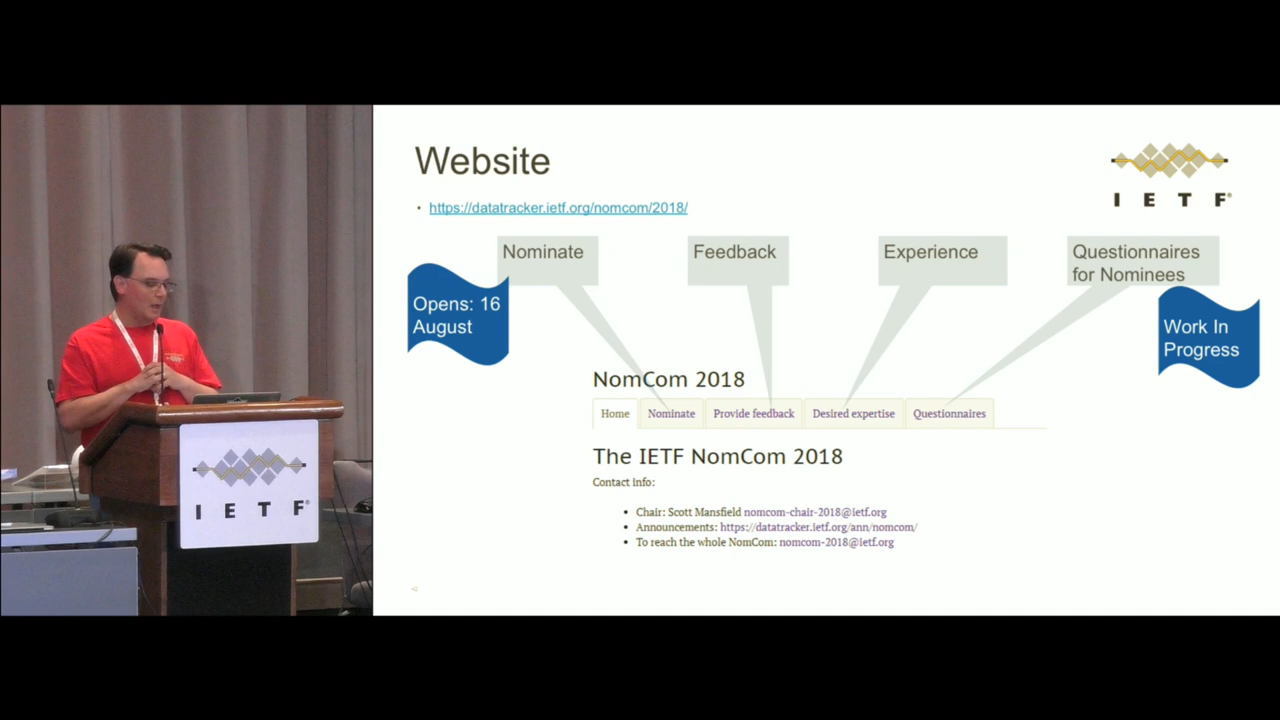 Website
I E T F®
• https://datatracker.ietf.org/nomcom/2018/
Nominate
Feedback
Experience
Questionnaires
for Nominees
Opens: 16
August
Work In
Progress
NomCom 2018
Home
Nominate
Provide feedback
Desired expertise
Questionnaires
The IETF NomCom 2018
Contact info:
• Chair: Scott Mansfield nomcom-chair-2018@ietf.org
• Announcements: https://datatracker.ietf.org/ann/nomcom/
• To reach the whole NomCom: nomcom-2018@ietf.org
I E T F®